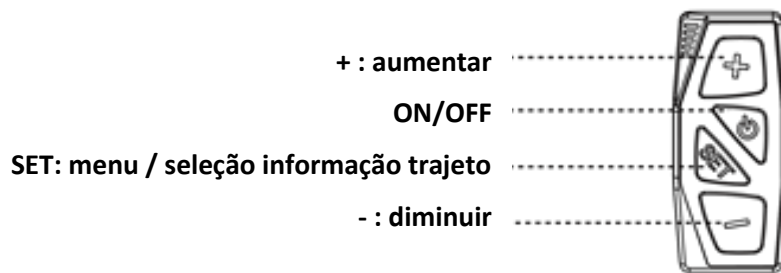 + : aumentar
ON/OFF
SET: menu / seleção informação trajeto
- : diminuir
SET